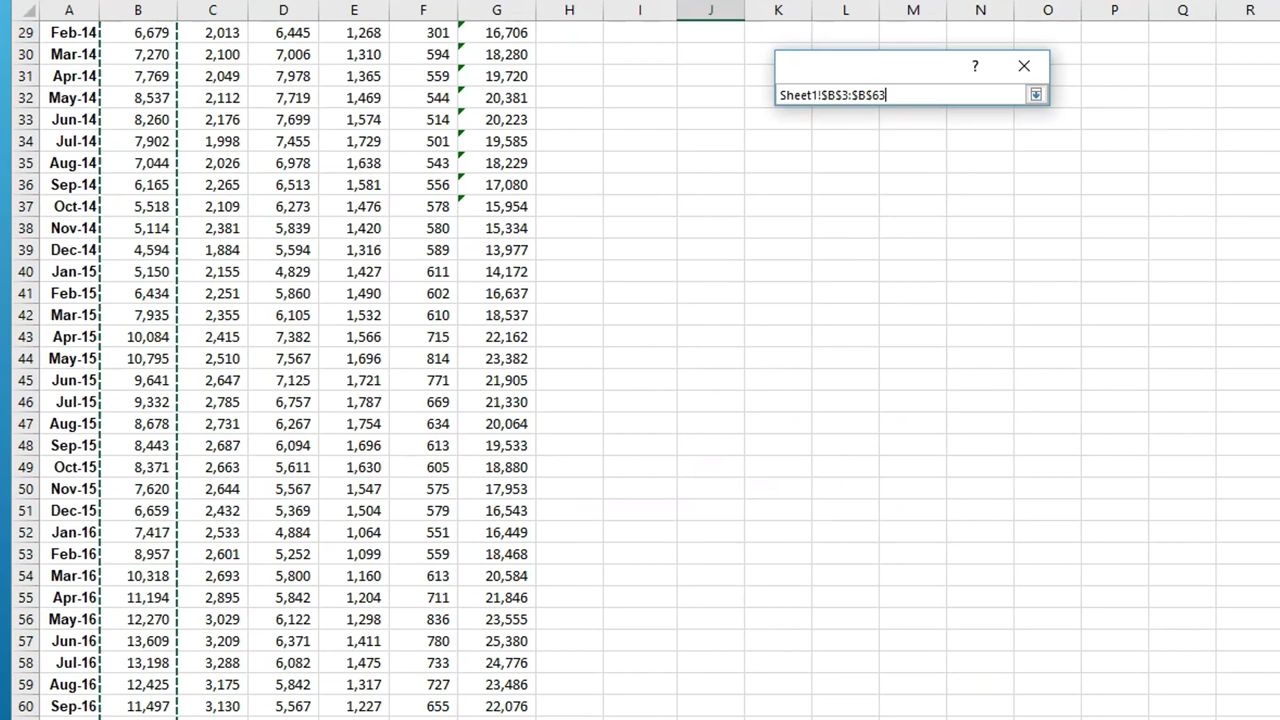 A B C D E F G H I J K L M N O P Q R
29 Feb-14 6,679 2,013 6,445 1,268 301 16,706
30 Mar-14 7,270 2,100 7,006 1,310 594 18,280
31 Apr-14 7,769 2,049 7,978 1,365 559 19,720
32 May-14 8,537 2,112 7,719 1,469 544 20,381
33 Jun-14 8,260 2,176 7,699 1,574 514 20,223
34 Jul-14 7,902 1,998 7,455 1,729 501 19,585
35 Aug-14 7,044 2,026 6,978 1,638 543 18,229
36 Sep-14 6,165 2,265 6,513 1,581 556 17,080
37 Oct-14 5,518 2,109 6,273 1,476 578 15,954
38 Nov-14 5,114 2,381 5,839 1,420 580 15,334
39 Dec-14 4,594 1,884 5,594 1,316 589 13,977
40 Jan-15 5,150 2,155 4,829 1,427 611 14,172
41 Feb-15 6,434 2,251 5,860 1,490 602 16,637
42 Mar-15 7,935 2,355 6,105 1,532 610 18,537
43 Apr-15 10,084 2,415 7,382 1,566 715 22,162
44 May-15 10,795 2,510 7,567 1,696 814 23,382
45 Jun-15 9,641 2,647 7,125 1,721 771 21,905
46 Jul-15 9,332 2,785 6,757 1,787 669 21,330
47 Aug-15 8,678 2,731 6,267 1,754 634 20,064
48 Sep-15 8,443 2,687 6,094 1,696 613 19,533
49 Oct-15 8,371 2,663 5,611 1,630 605 18,880
50 Nov-15 7,620 2,644 5,567 1,547 575 17,953
51 Dec-15 6,659 2,432 5,369 1,504 579 16,543
52 Jan-16 7,417 2,533 4,884 1,064 551 16,449
53 Feb-16 8,957 2,601 5,252 1,099 559 18,468
54 Mar-16 10,318 2,693 5,800 1,160 613 20,584
55 Apr-16 11,194 2,895 5,842 1,204 711 21,846
56 May-16 12,270 3,029 6,122 1,298 836 23,555
57 Jun-16 13,609 3,209 6,371 1,411 780 25,380
58 Jul-16 13,198 3,288 6,082 1,475 733 24,776
59 Aug-16 12,425 3,175 5,842 1,317 727 23,486
60 Sep-16 11,497 3,130 5,567 1,227 655 22,076
?
Sheet1!$B$3:$B$63